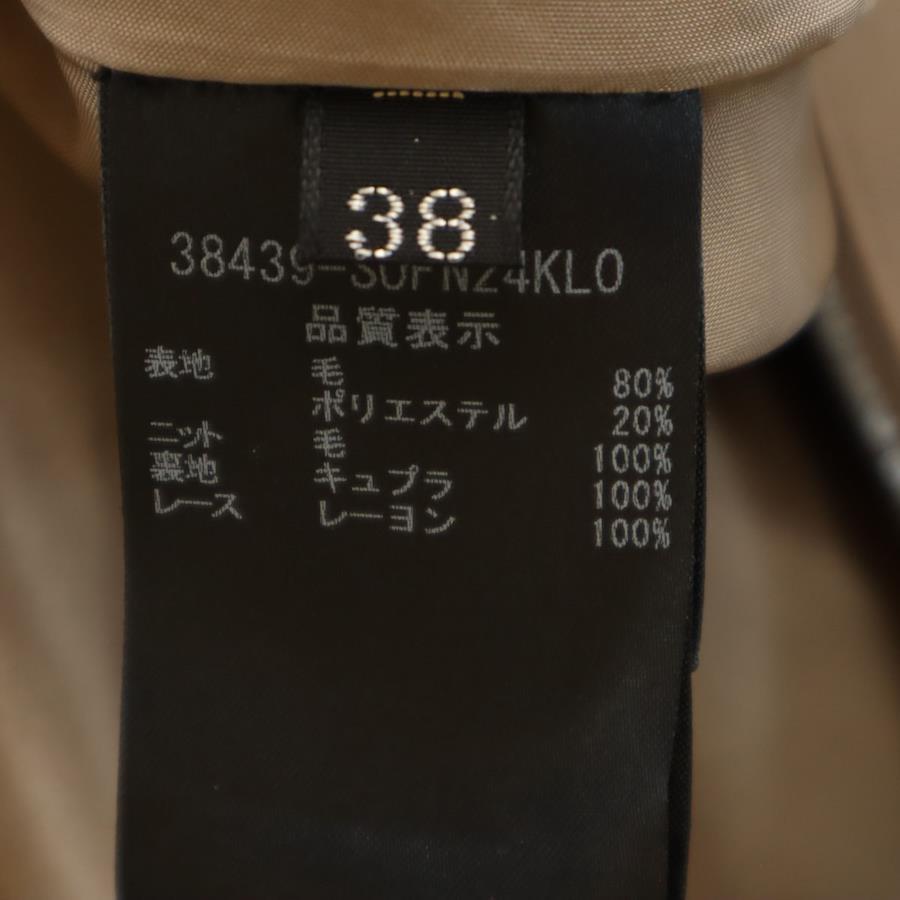 38
38439-SOFN24KLO
品質表示
表地 毛 80%
ポリエステル 20%
ニット 毛 100%
裏地 キュプラ 100%
レース レーヨン 100%